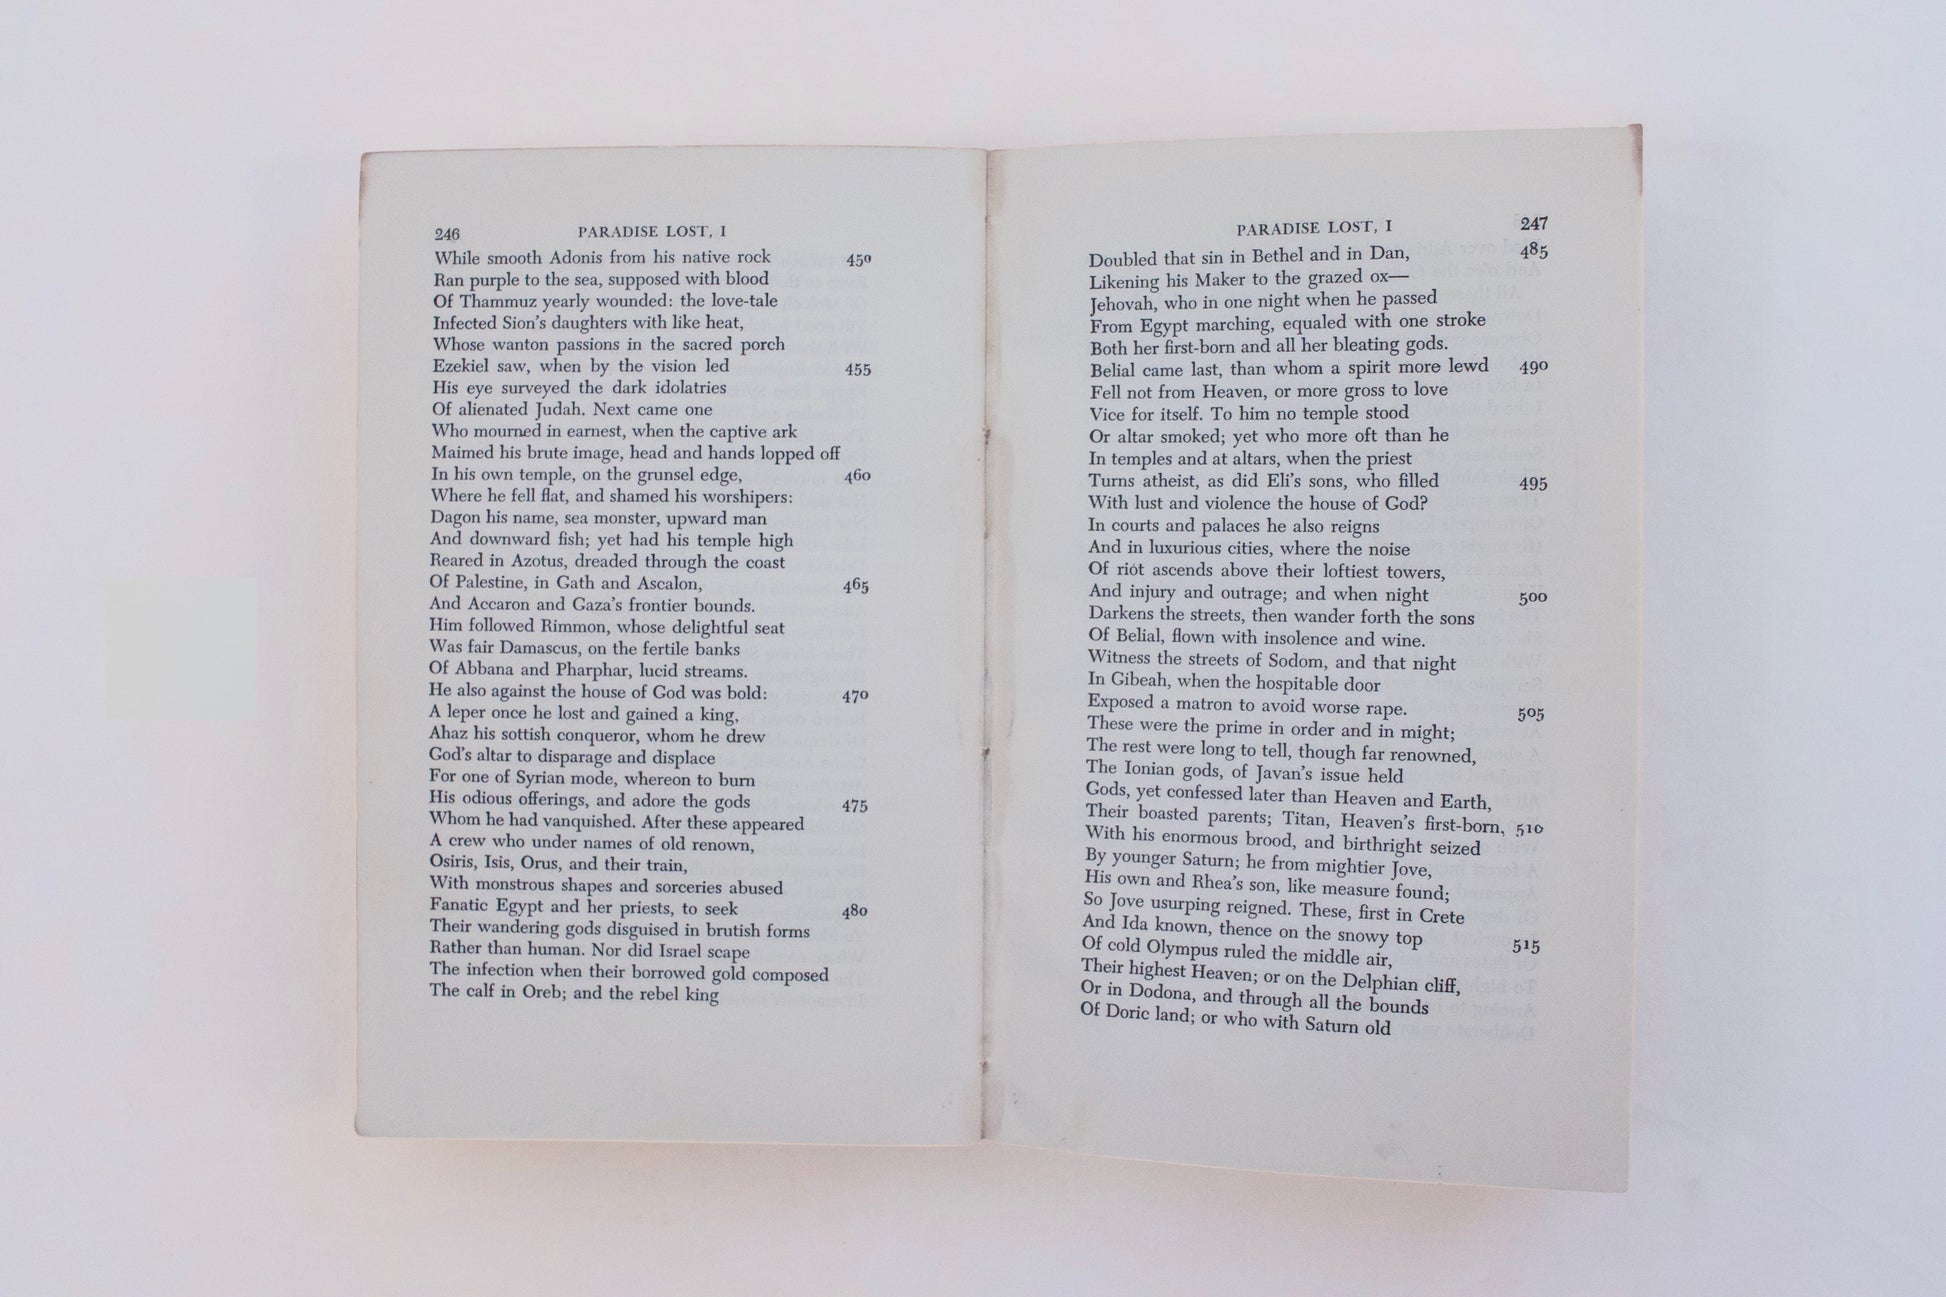 246 PARADISE LOST, I
While smooth Adonis from his native rock 450
Ran purple to the sea, supposed with blood
Of Thammuz yearly wounded: the love-tale
Infected Sion's daughters with like heat,
Whose wanton passions in the sacred porch
Ezekiel saw, when by the vision led 455
His eye surveyed the dark idolatries
Of alienated Judah. Next came one
Who mourned in earnest, when the captive ark
Maimed his brute image, head and hands lopped off
In his own temple, on the grunsel edge, 460
Where he fell flat, and shamed his worshipers:
Dagon his name, sea monster, upward man
And downward fish; yet had his temple high
Reared in Azotus, dreaded through the coast
Of Palestine, in Gath and Ascalon, 465
And Accaron and Gaza's frontier bounds.
Him followed Rimmon, whose delightful seat
Was fair Damascus, on the fertile banks
Of Abbana and Pharphar, lucid streams.
He also against the house of God was bold: 470
A leper once he lost and gained a king,
Ahaz his sottish conqueror, whom he drew
God's altar to disparage and displace
For one of Syrian mode, whereon to burn
His odious offerings, and adore the gods 475
Whom he had vanquished. After these appeared
A crew who under names of old renown,
Osiris, Isis, Orus, and their train,
With monstrous shapes and sorceries abused
Fanatic Egypt and her priests, to seek 480
Their wandering gods disguised in brutish forms
Rather than human. Nor did Israel scape
The infection when their borrowed gold composed
The calf in Oreb; and the rebel king
PARADISE LOST, I 247
Doubled that sin in Bethel and in Dan, 485
Likening his Maker to the grazed ox—
Jehovah, who in one night when he passed
From Egypt marching, equaled with one stroke
Both her first-born and all her bleating gods.
Belial came last, than whom a spirit more lewd 490
Fell not from Heaven, or more gross to love
Vice for itself. To him no temple stood
Or altar smoked; yet who more oft than he
In temples and at altars, when the priest
Turns atheist, as did Eli's sons, who filled 495
With lust and violence the house of God?
In courts and palaces he also reigns
And in luxurious cities, where the noise
Of riot ascends above their loftiest towers,
And injury and outrage; and when night 500
Darkens the streets, then wander forth the sons
Of Belial, flown with insolence and wine.
Witness the streets of Sodom, and that night
In Gibeah, when the hospitable door
Exposed a matron to avoid worse rape. 505
These were the prime in order and in might;
The rest were long to tell, though far renowned,
The Ionian gods, of Javan's issue held
Gods, yet confessed later than Heaven and Earth,
Their boasted parents; Titan, Heaven's first-born, 510
With his enormous brood, and birthright seized
By younger Saturn; he from mightier Jove,
His own and Rhea's son, like measure found;
So Jove usurping reigned. These, first in Crete
And Ida known, thence on the snowy top 515
Of cold Olympus ruled the middle air,
Their highest Heaven; or on the Delphian cliff,
Or in Dodona, and through all the bounds
Of Doric land; or who with Saturn old